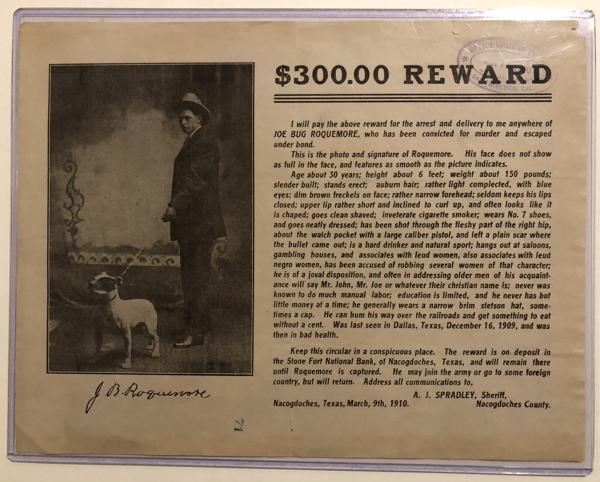 $300.00 REWARD
I will pay the above reward for the arrest and delivery to me anywhere of
JOE BUG ROQUEMORE, who has been convicted for murder and escaped
under bond.
This is the photo and signature of Roquemore. His face does not show
as full in the face, and features as smooth as the picture indicates.
Age about 30 years; height about 6 feet; weight about 150 pounds;
slender built; stands erect; auburn hair; rather light complected, with blue
eyes; dim brown freckels on face; rather narrow forehead; seldom keeps his lips
closed; upper lip rather short and inclined to curl up, and often looks like it
is chaped; goes clean shaved; inveterate cigarette smoker; wears No. 7 shoes,
and goes neatly dressed; has been shot through the fleshy part of the right hip,
about the watch pocket with a large caliber pistol, and left a plain scar where
the bullet came out; is a hard drinker and natural sport; hangs out at saloons,
gambling houses, and associates with leud women, also associates with leud
negro women, has been accused of robbing several women of that character;
he is of a joval disposition, and often in addressing older men of his acquaint-
ance will say Mr. John, Mr. Joe or whatever their christian name is; never was
known to do much manual labor; education is limited, and he never has but
little money at a time; he generally wears a narrow brim stetson hat, some-
times a cap. He can bum his way over the railroads and get something to eat
without a cent. Was last seen in Dallas, Texas, December 16, 1909, and was
then in bad health.
Keep this circular in a conspicuous place. The reward is on deposit in
the Stone Fort National Bank, of Nacogdoches, Texas, and will remain there
until Roquemore is captured. He may join the army or go to some foreign
country, but will return. Address all communications to,
A. J. SPRADLEY, Sheriff,
Nacogdoches, Texas, March, 9th, 1910. Nacogdoches County.
J. B. Roquemore